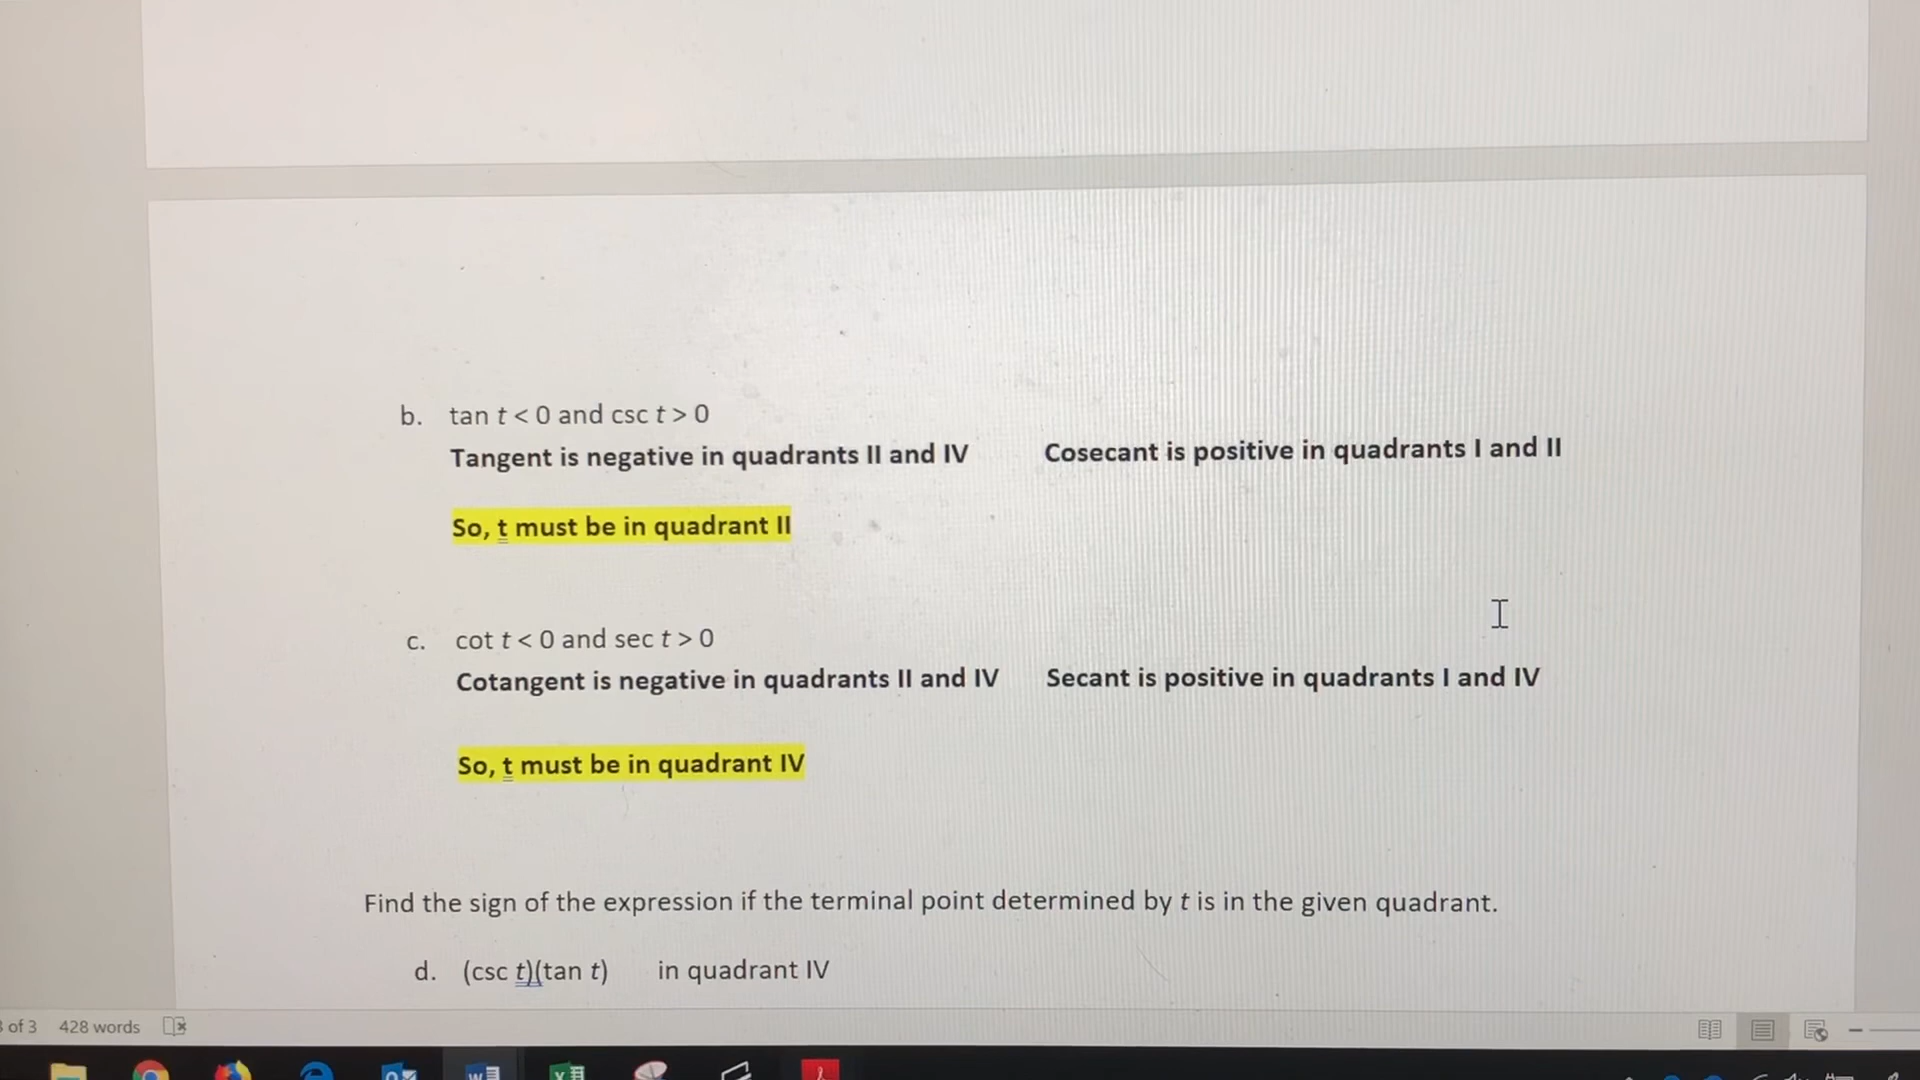 b. tan t < 0 and csc t > 0
Tangent is negative in quadrants II and IV Cosecant is positive in quadrants I and II
So, t must be in quadrant II
c. cot t < 0 and sec t > 0
Cotangent is negative in quadrants II and IV Secant is positive in quadrants I and IV
So, t must be in quadrant IV
Find the sign of the expression if the terminal point determined by t is in the given quadrant.
d. (csc t)(tan t) in quadrant IV
of 3 428 words